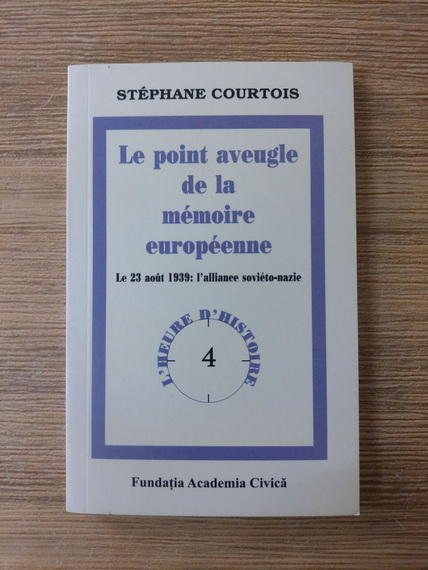 STÉPHANE COURTOIS
Le point aveugle
de la
mémoire
européenne
Le 23 août 1939: l'alliance soviéto-nazie
L'HEURE D'HISTOIRE
4
Fundația Academia Civică